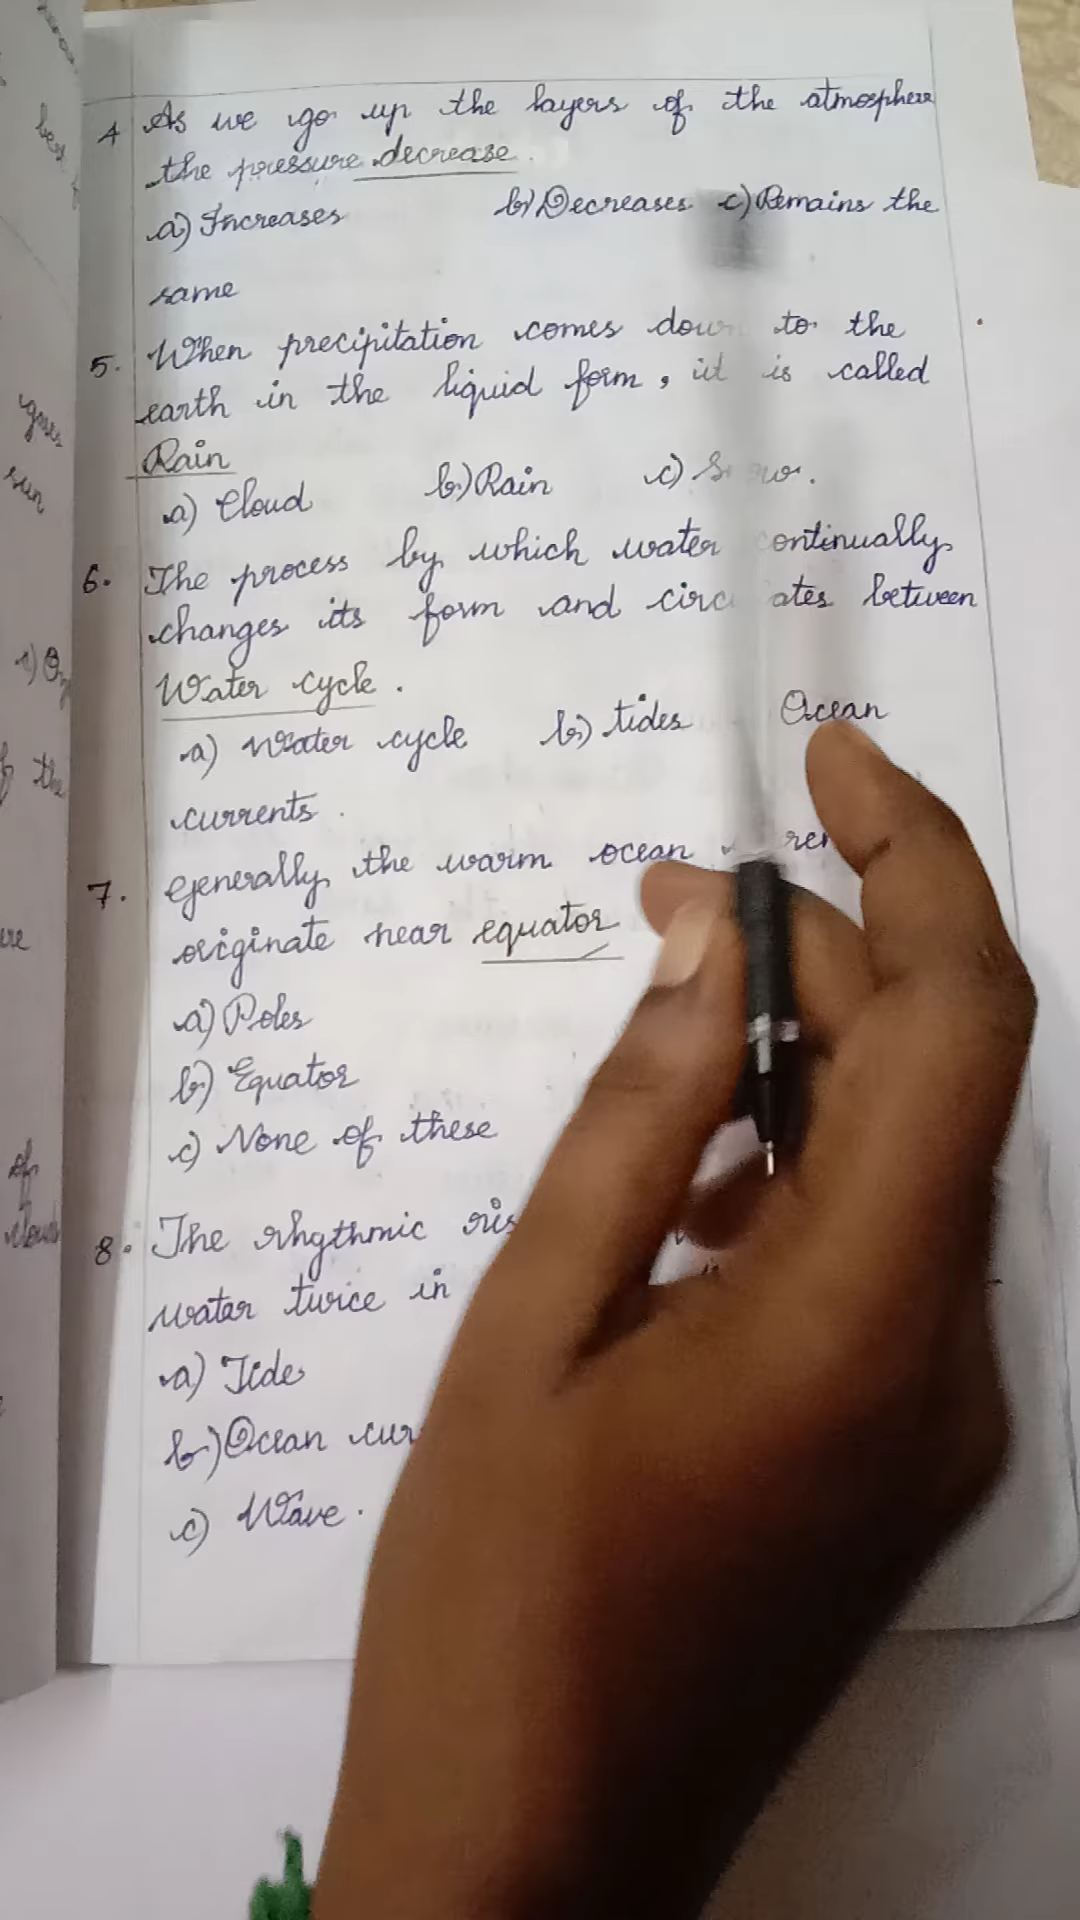 4 As we go up the layers of the atmosphere
the pressure decrease.
a) Increases b) Decreases c) Remains the
same
5. When precipitation comes to the
earth in the liquid form, it is called
Rain
a) Cloud b) Rain c)
6. The process by which water continually
changes its form and between
Water cycle.
a) Water cycle b) tides Ocean
currents.
7. Generally the warm ocean
originate near equator
a) Poles
b) Equator
c) None of these
8. The rhythmic
water twice in
a) Tide
b) Ocean
c) Wave.
gases
sun
the
of